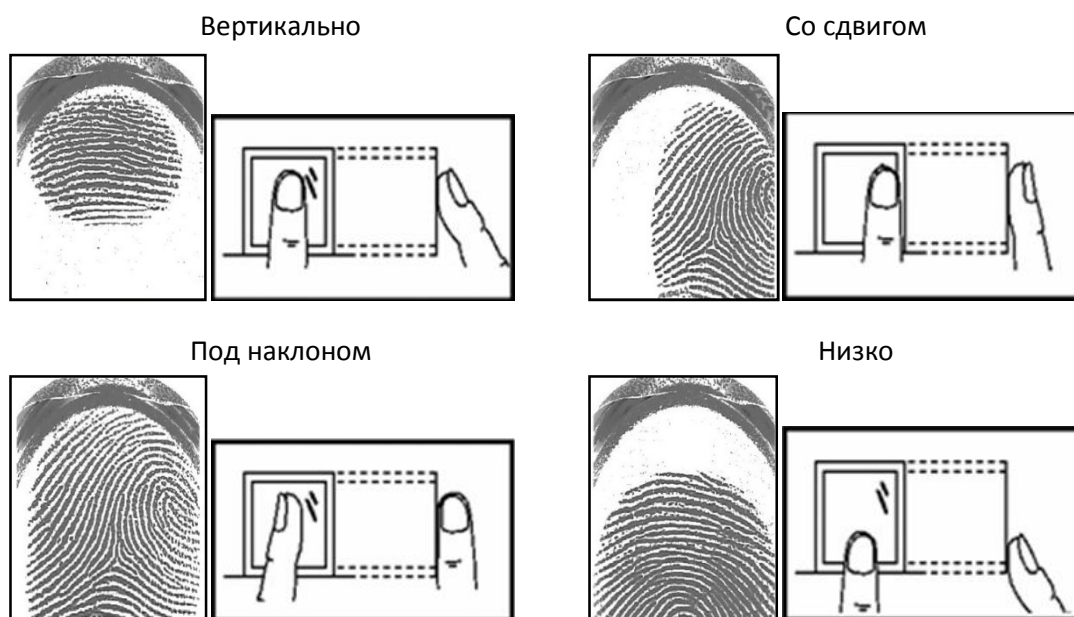 Вертикально
Со сдвигом
Под наклоном
Низко